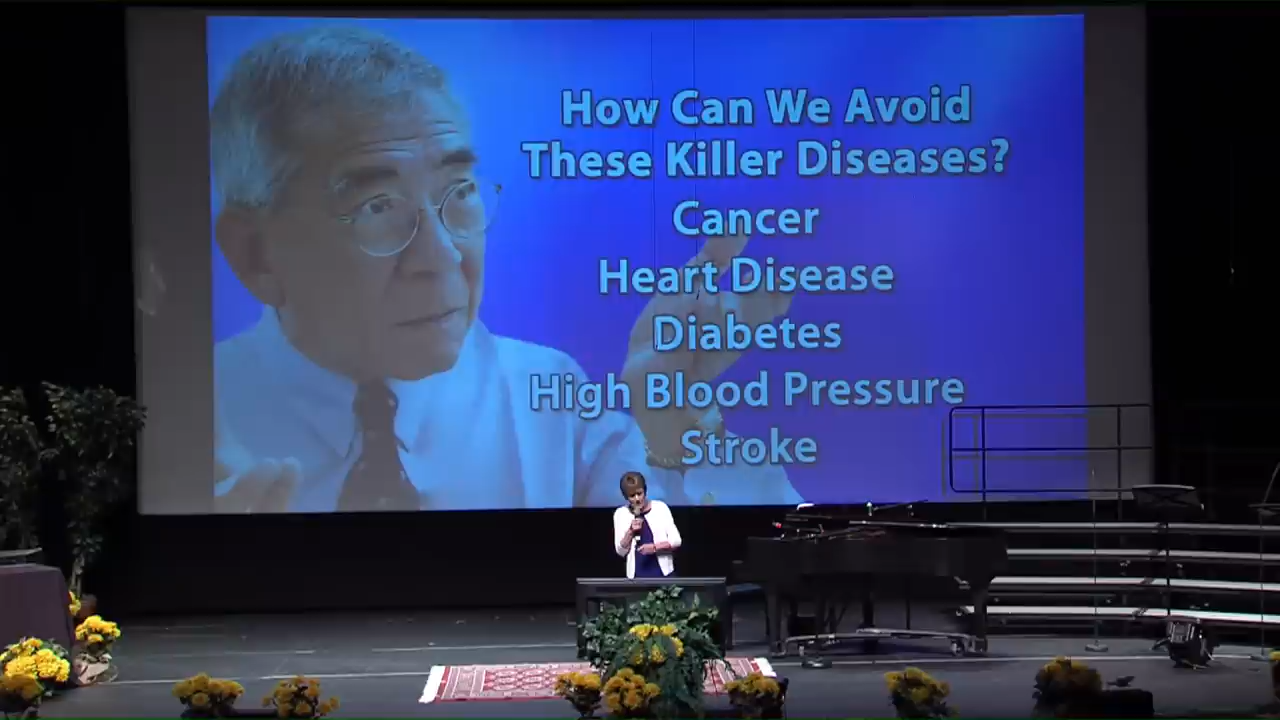 How Can We Avoid
These Killer Diseases?
Cancer
Heart Disease
Diabetes
High Blood Pressure
Stroke